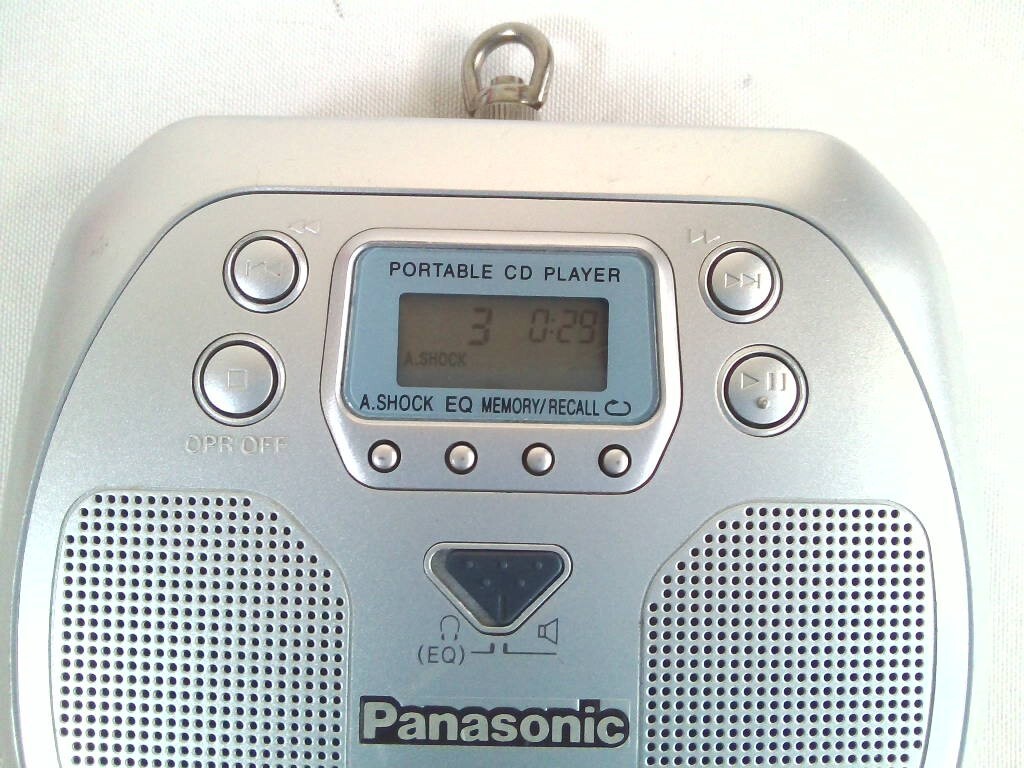 PORTABLE CD PLAYER
3 0:29
A.SHOCK
A.SHOCK EQ MEMORY/RECALL
OPR OFF
(EQ)
Panasonic